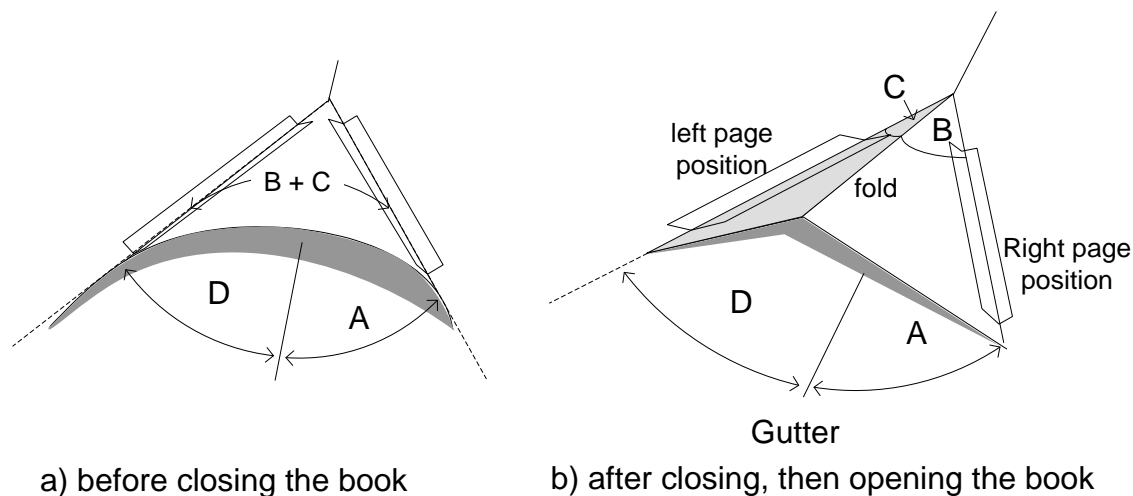 B + C
D
A
a) before closing the book
C
B
left page
position
fold
Right page
position
D
A
Gutter
b) after closing, then opening the book